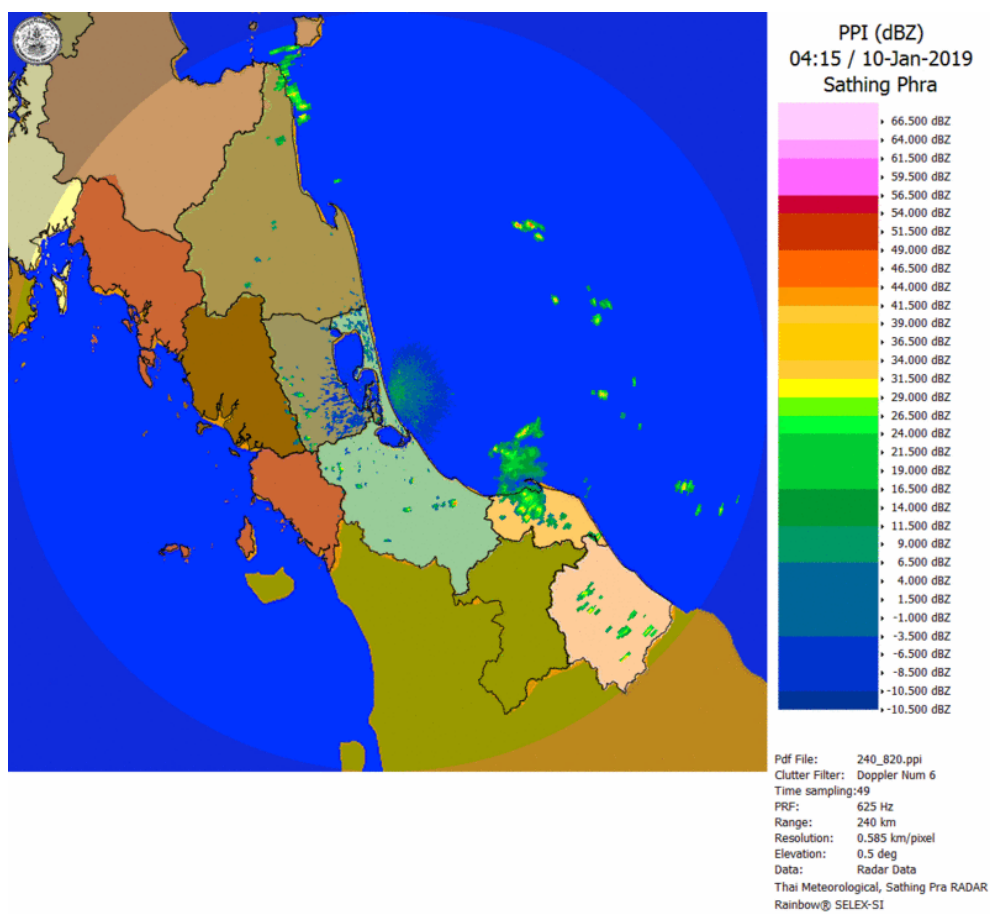 PPI (dBZ)
04:15 / 10-Jan-2019
Sathing Phra
66.500 dBZ
64.000 dBZ
61.500 dBZ
59.500 dBZ
56.500 dBZ
54.000 dBZ
51.500 dBZ
49.000 dBZ
46.500 dBZ
44.000 dBZ
41.500 dBZ
39.000 dBZ
36.500 dBZ
34.000 dBZ
31.500 dBZ
29.000 dBZ
26.500 dBZ
24.000 dBZ
21.500 dBZ
19.000 dBZ
16.500 dBZ
14.000 dBZ
11.500 dBZ
9.000 dBZ
6.500 dBZ
4.000 dBZ
1.500 dBZ
-1.000 dBZ
-3.500 dBZ
-6.500 dBZ
-8.500 dBZ
-10.500 dBZ
-10.500 dBZ
Pdf File: 240_820.ppi
Clutter Filter: Doppler Num 6
Time sampling:49
PRF: 625 Hz
Range: 240 km
Resolution: 0.585 km/pixel
Elevation: 0.5 deg
Data: Radar Data
Thai Meteorological, Sathing Pra RADAR
Rainbow® SELEX-SI